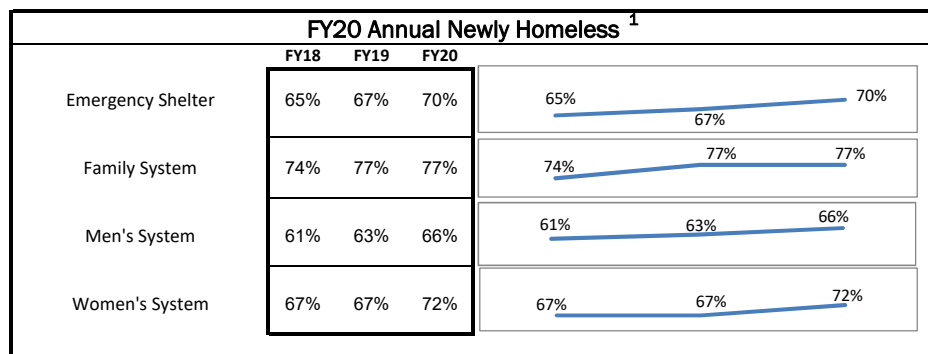 FY20 Annual Newly Homeless 1
FY18 FY19 FY20
Emergency Shelter 65% 67% 70% 65% 67% 70%
Family System 74% 77% 77% 74% 77% 77%
Men's System 61% 63% 66% 61% 63% 66%
Women's System 67% 67% 72% 67% 67% 72%